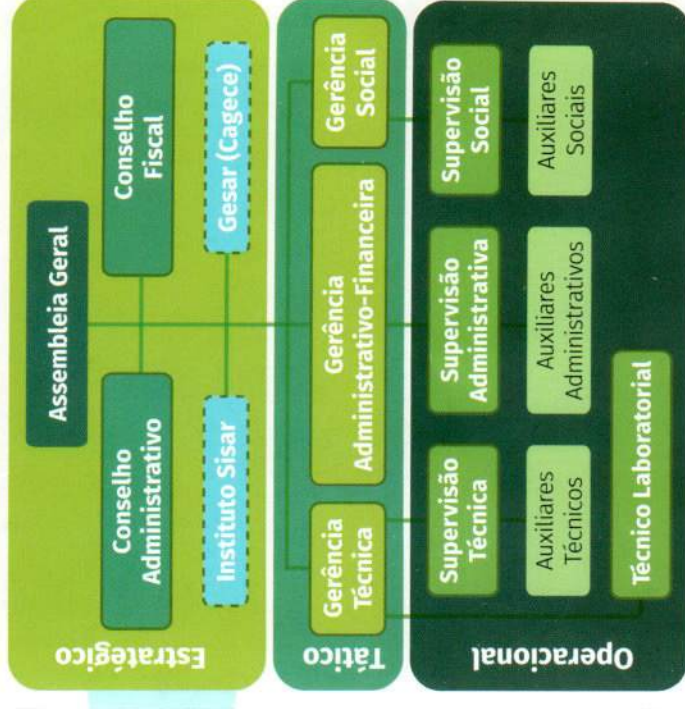 Estratégico
Assembleia Geral
Conselho
Administrativo
Conselho
Fiscal
Instituto Sisar
Gesar (Cagece)
Tático
Gerência
Técnica
Gerência
Administrativo-Financeira
Gerência
Social
Operacional
Supervisão
Técnica
Supervisão
Administrativa
Supervisão
Social
Auxiliares
Técnicos
Auxiliares
Administrativos
Auxiliares
Sociais
Técnico Laboratorial